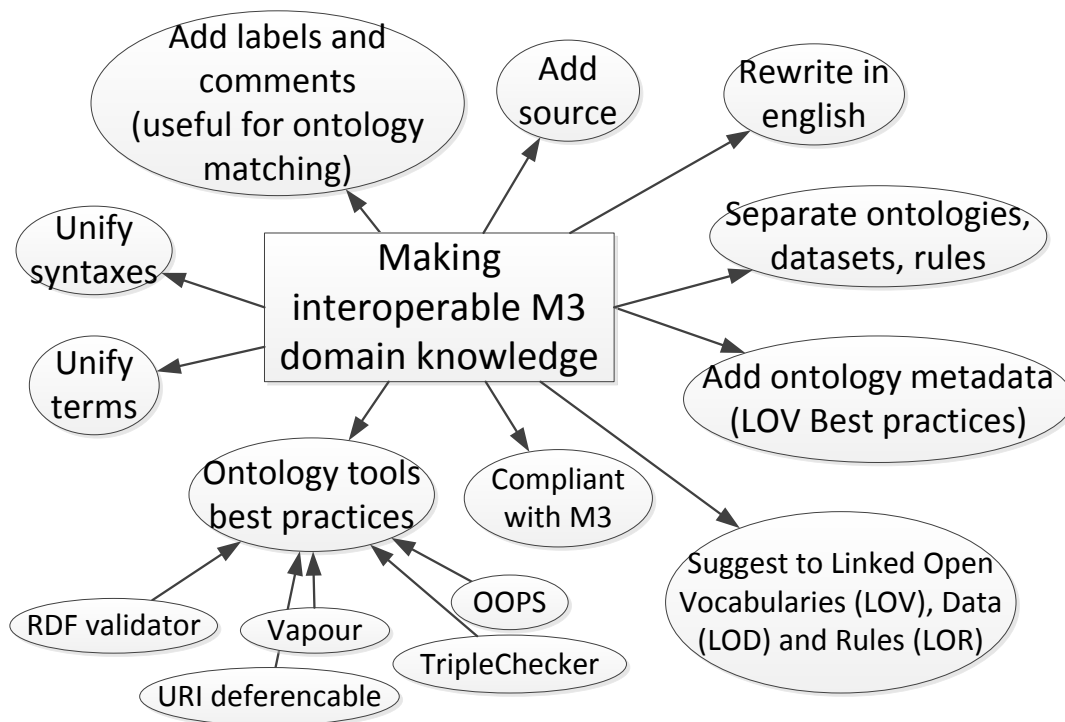 Add labels and
comments
(useful for ontology
matching)
Add
source
Rewrite in
english
Unify
syntaxes
Making
interoperable M3
domain knowledge
Separate ontologies,
datasets, rules
Unify
terms
Add ontology metadata
(LOV Best practices)
Ontology tools
best practices
Compliant
with M3
Suggest to Linked Open
Vocabularies (LOV), Data
(LOD) and Rules (LOR)
RDF validator
Vapour
OOPS
TripleChecker
URI deferencable